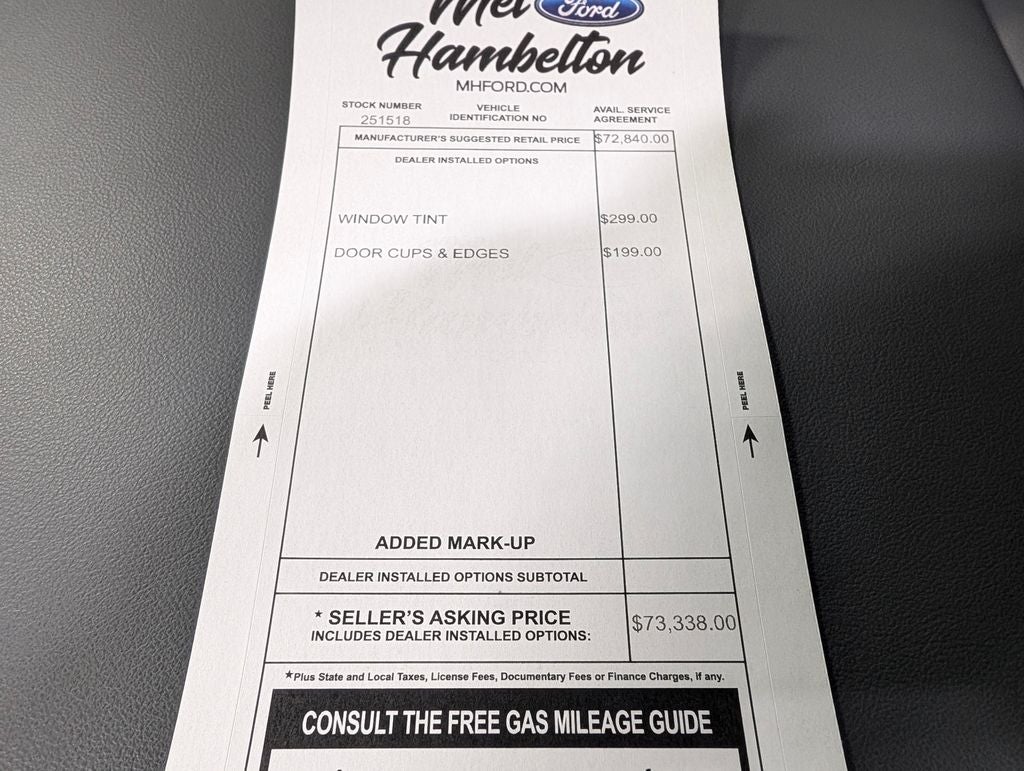 Mel Ford
Hambelton
MHFORD.COM
STOCK NUMBER
251518
VEHICLE
IDENTIFICATION NO
AVAIL. SERVICE
AGREEMENT
MANUFACTURER'S SUGGESTED RETAIL PRICE $72,840.00
DEALER INSTALLED OPTIONS
WINDOW TINT $299.00
DOOR CUPS & EDGES $199.00
PEEL HERE
PEEL HERE
ADDED MARK-UP
DEALER INSTALLED OPTIONS SUBTOTAL
* SELLER'S ASKING PRICE
INCLUDES DEALER INSTALLED OPTIONS:
$73,338.00
*Plus State and Local Taxes, License Fees, Documentary Fees or Finance Charges, if any.
CONSULT THE FREE GAS MILEAGE GUIDE